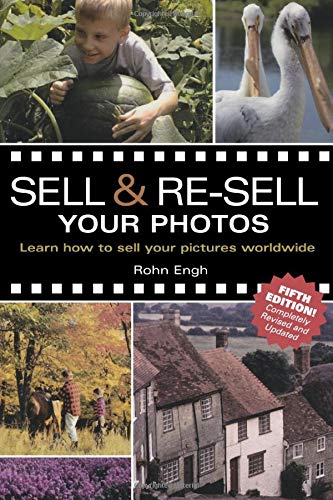 SELL & RE-SELL
YOUR PHOTOS
Learn how to sell your pictures worldwide
Rohn Engh
FIFTH
EDITION!
Completely
Revised and
Updated